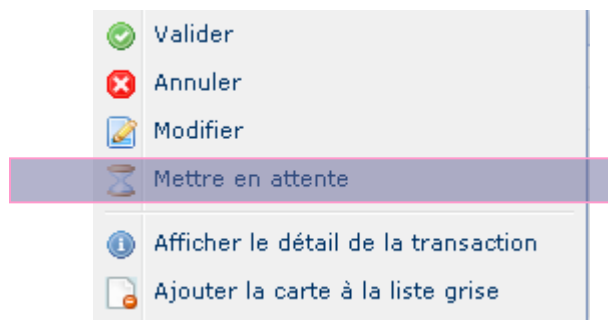 Valider
Annuler
Modifier
Mettre en attente
Afficher le détail de la transaction
Ajouter la carte à la liste grise